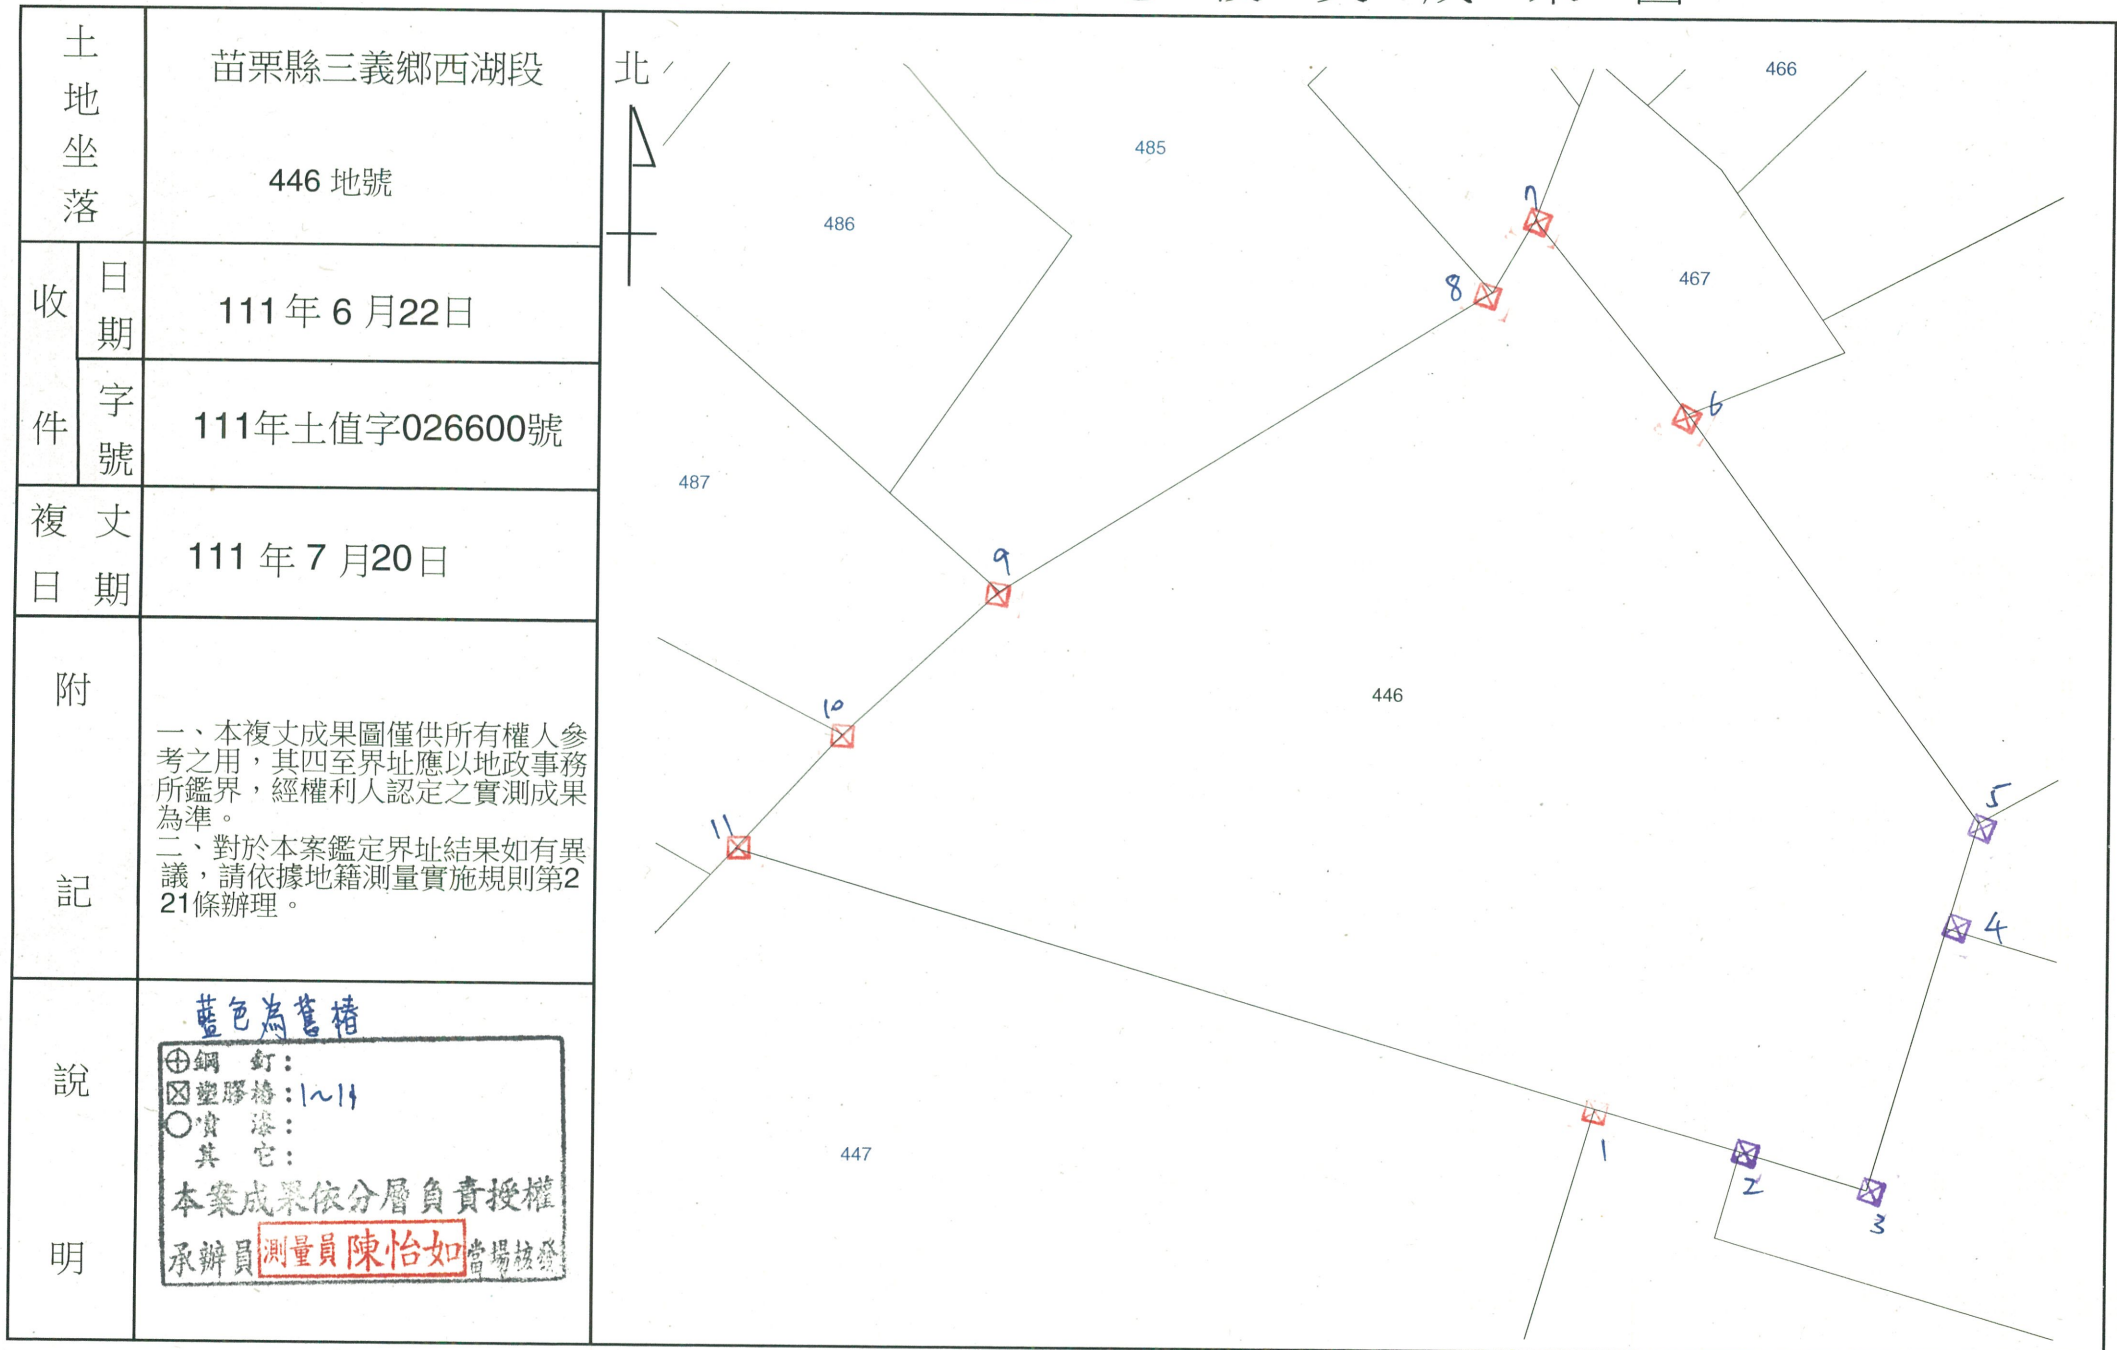 土地坐落
苗栗縣三義鄉西湖段
446 地號
收件
日期
111 年 6 月22日
字號
111年土值字026600號
複丈日期
111 年 7 月20日
附記
一、本複丈成果圖僅供所有權人參
考之用，其四至界址應以地政事務
所鑑界，經權利人認定之實測成果
為準。
二、對於本案鑑定界址結果如有異
議，請依據地籍測量實施規則第2
21條辦理。
說明
藍色為舊樁
鋼 釘：
塑膠樁：1~11
噴 漆：
其 它：
本案成果依分層負責授權
承辦員 測量員 陳怡如 當場核發
北
466
485
486
7
467
8
6
487
9
446
10
5
11
4
447
1
2
3